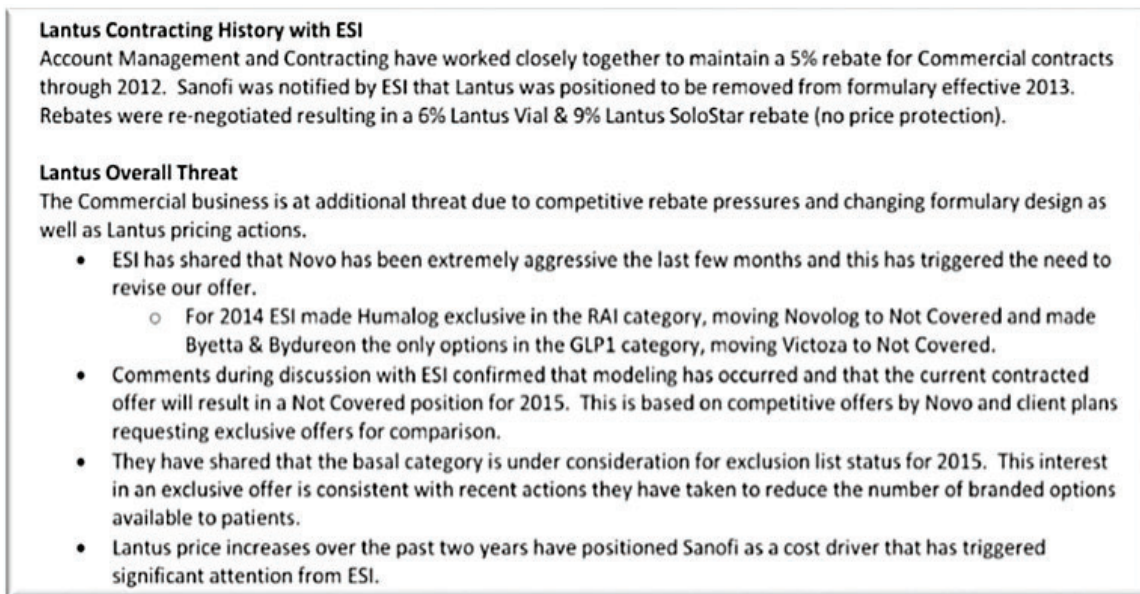 Lantus Contracting History with ESI
Account Management and Contracting have worked closely together to maintain a 5% rebate for Commercial contracts
through 2012. Sanofi was notified by ESI that Lantus was positioned to be removed from formulary effective 2013.
Rebates were re-negotiated resulting in a 6% Lantus Vial & 9% Lantus SoloStar rebate (no price protection).
Lantus Overall Threat
The Commercial business is at additional threat due to competitive rebate pressures and changing formulary design as
well as Lantus pricing actions.
• ESI has shared that Novo has been extremely aggressive the last few months and this has triggered the need to
revise our offer.
○ For 2014 ESI made Humalog exclusive in the RAI category, moving Novolog to Not Covered and made
Byetta & Bydureon the only options in the GLP1 category, moving Victoza to Not Covered.
• Comments during discussion with ESI confirmed that modeling has occurred and that the current contracted
offer will result in a Not Covered position for 2015. This is based on competitive offers by Novo and client plans
requesting exclusive offers for comparison.
• They have shared that the basal category is under consideration for exclusion list status for 2015. This interest
in an exclusive offer is consistent with recent actions they have taken to reduce the number of branded options
available to patients.
• Lantus price increases over the past two years have positioned Sanofi as a cost driver that has triggered
significant attention from ESI.